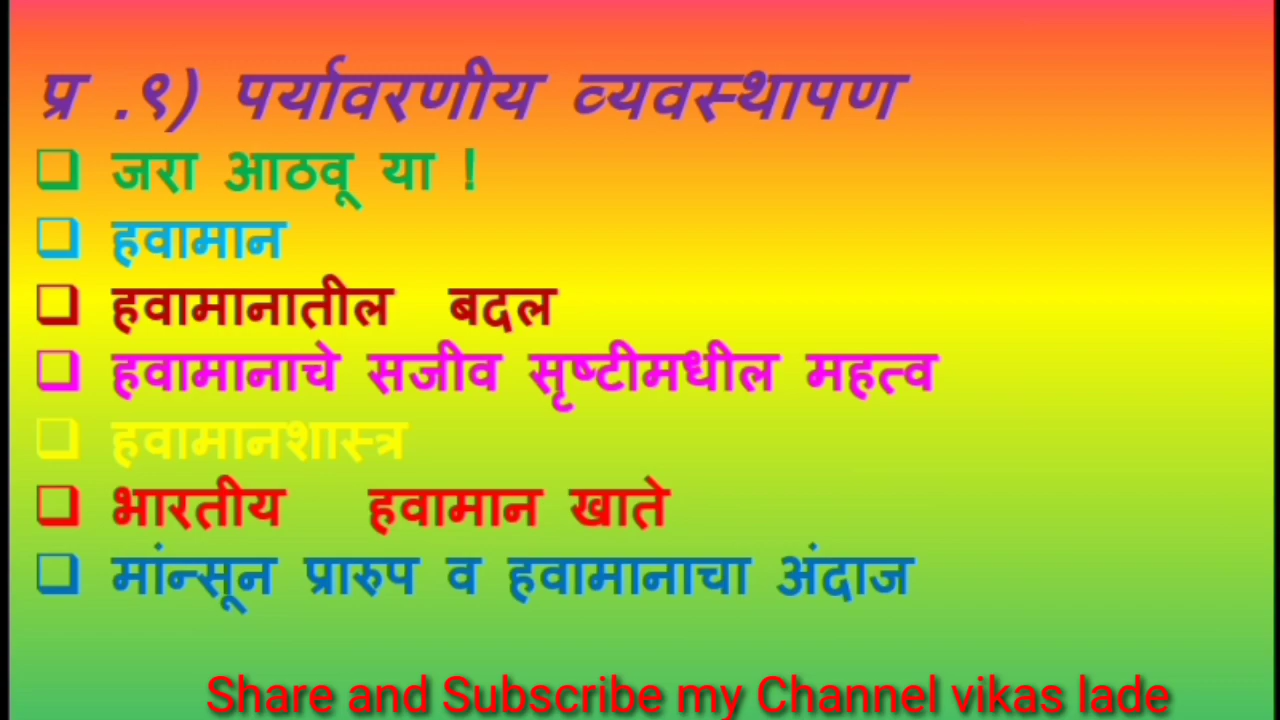 प्र .९) पर्यावरणीय व्यवस्थापण
जरा आठवू या !
हवामान
हवामानातील बदल
हवामानाचे सजीव सृष्टीमधील महत्व
हवामानशास्त्र
भारतीय हवामान खाते
मांन्सून प्रारुप व हवामानाचा अंदाज
Share and Subscribe my Channel vikas lade